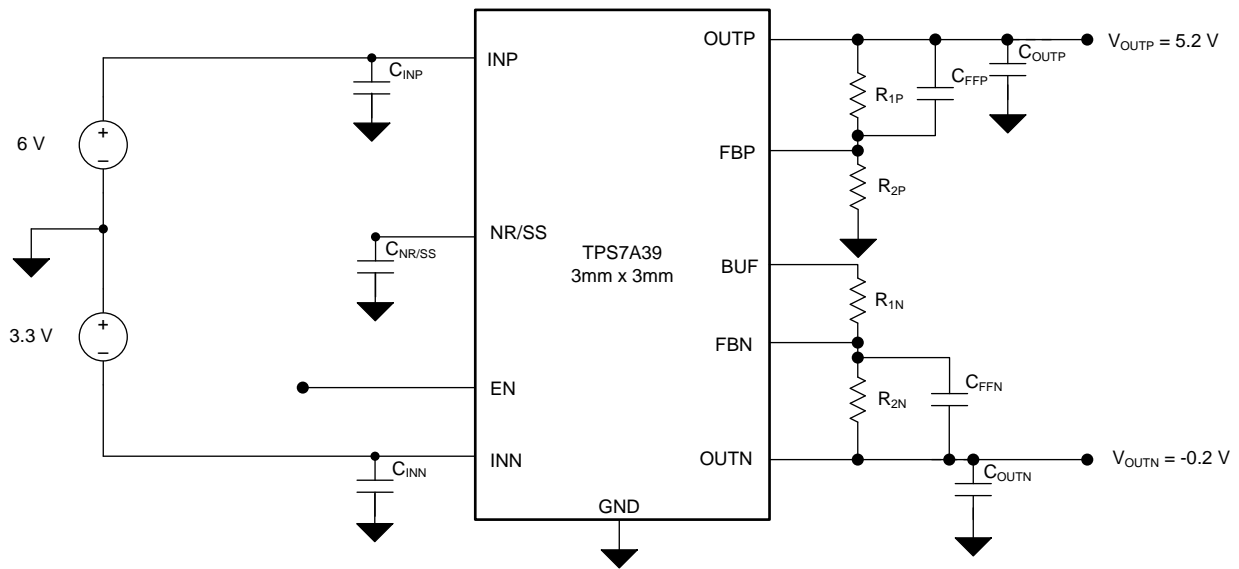 OUTP
V_OUTP = 5.2 V
INP
C_INP
C_OUTP
C_FFP
R_1P
6 V
FBP
R_2P
NR/SS
C_NR/SS
TPS7A39
3mm x 3mm
BUF
R_1N
3.3 V
FBN
EN
C_FFN
R_2N
INN
C_INN
OUTN
V_OUTN = -0.2 V
C_OUTN
GND